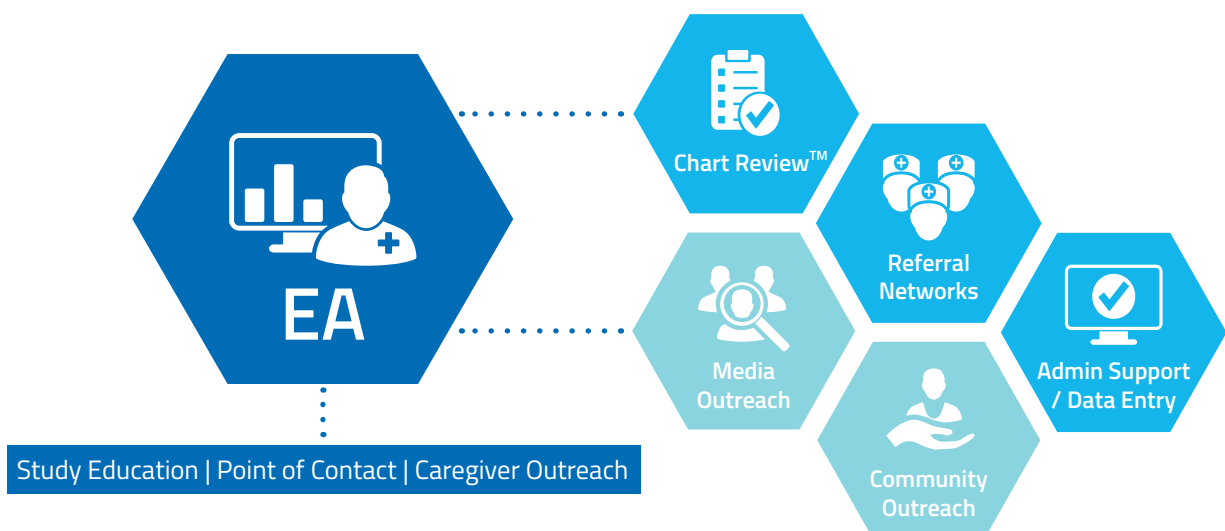 EA
Study Education | Point of Contact | Caregiver Outreach
Chart Review™
Referral
Networks
Media
Outreach
Admin Support
/ Data Entry
Community
Outreach